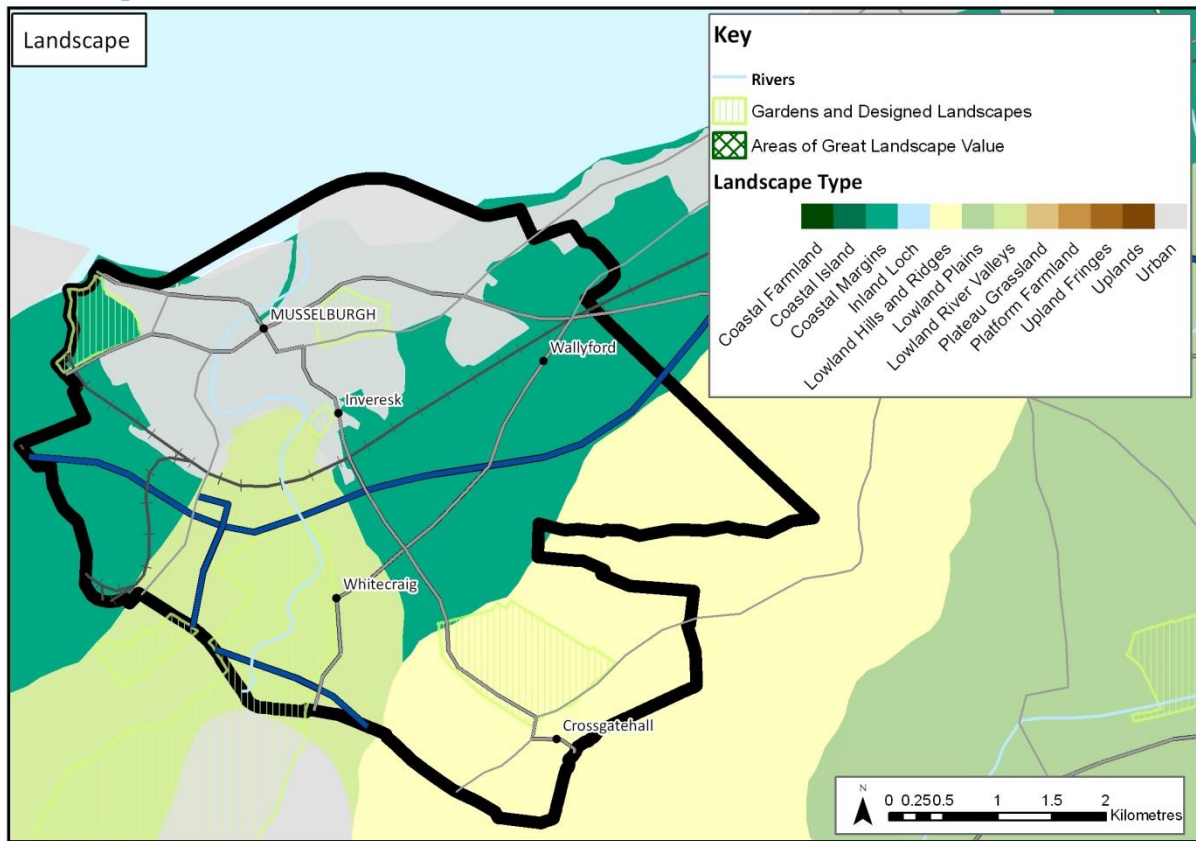 Landscape
Key
Rivers
Gardens and Designed Landscapes
Areas of Great Landscape Value
Landscape Type
Coastal Farmland
Coastal Island
Coastal Margins
Inland Loch
Lowland Hills and Ridges
Lowland Plains
Lowland River Valleys
Plateau Grassland
Platform Farmland
Upland Fringes
Uplands
Urban
MUSSELBURGH
Wallyford
Inveresk
Whitecraig
Crossgatehall
N
0 0.25 0.5 1 1.5 2
Kilometres